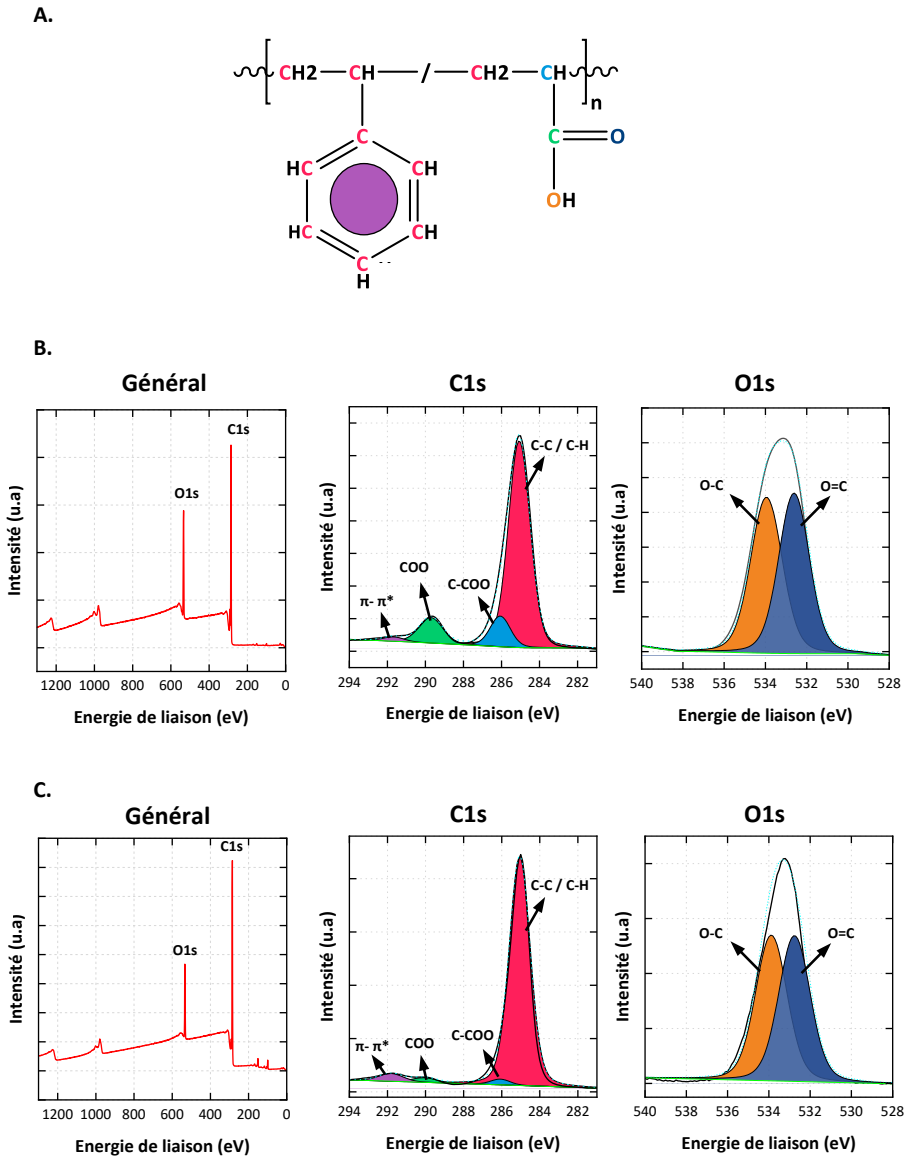 A.
CH2 CH / CH2 CH
n
C C O
HC CH
OH
HC CH
C
H
B.
Général
C1s
O1s
Intensité (u.a)
1200 1000 800 600 400 200 0
Energie de liaison (eV)
C1s
C-C / C-H
COO
C-COO
π- π*
Intensité (u.a)
294 292 290 288 286 284 282
Energie de liaison (eV)
O1s
O-C O=C
Intensité (u.a)
540 538 536 534 532 530 528
Energie de liaison (eV)
C.
Général
C1s
O1s
Intensité (u.a)
1200 1000 800 600 400 200 0
Energie de liaison (eV)
C1s
C-C / C-H
C-COO
COO
π- π*
Intensité (u.a)
294 292 290 288 286 284 282
Energie de liaison (eV)
O1s
O-C O=C
Intensité (u.a)
540 538 536 534 532 530 528
Energie de liaison (eV)